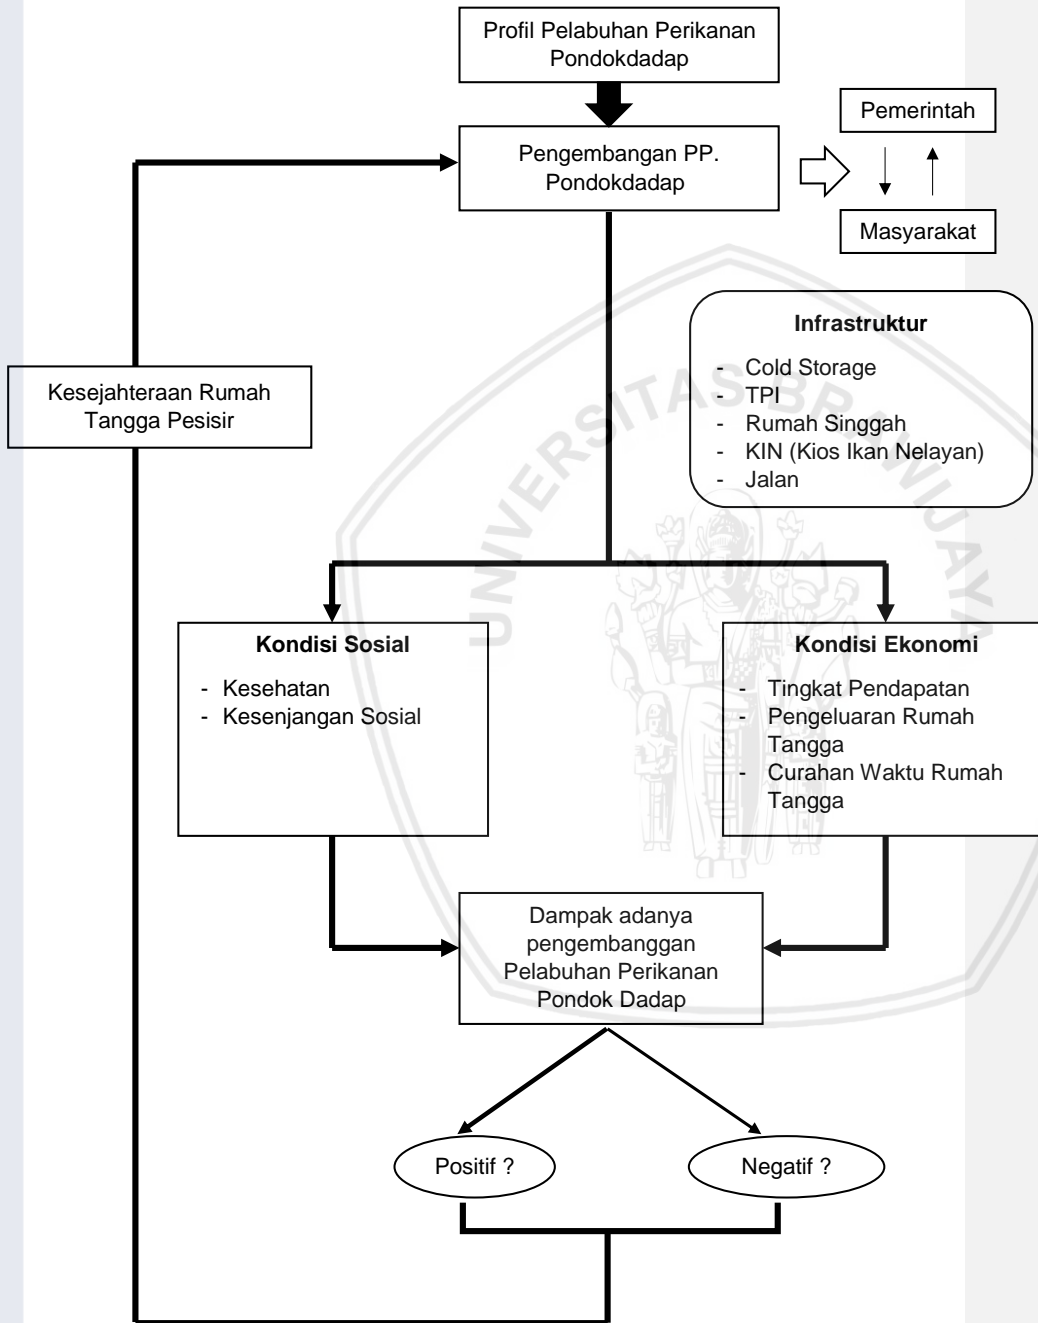 Profil Pelabuhan Perikanan
Pondokdadap
Pengembangan PP.
Pondokdadap
Pemerintah
Masyarakat
Infrastruktur
- Cold Storage
- TPI
- Rumah Singgah
- KIN (Kios Ikan Nelayan)
- Jalan
Kesejahteraan Rumah
Tangga Pesisir
UNIVERSITAS BRAWIJAYA
Kondisi Sosial
- Kesehatan
- Kesenjangan Sosial
Kondisi Ekonomi
- Tingkat Pendapatan
- Pengeluaran Rumah
Tangga
- Curahan Waktu Rumah
Tangga
Dampak adanya
pengembanggan
Pelabuhan Perikanan
Pondok Dadap
Positif ?
Negatif ?